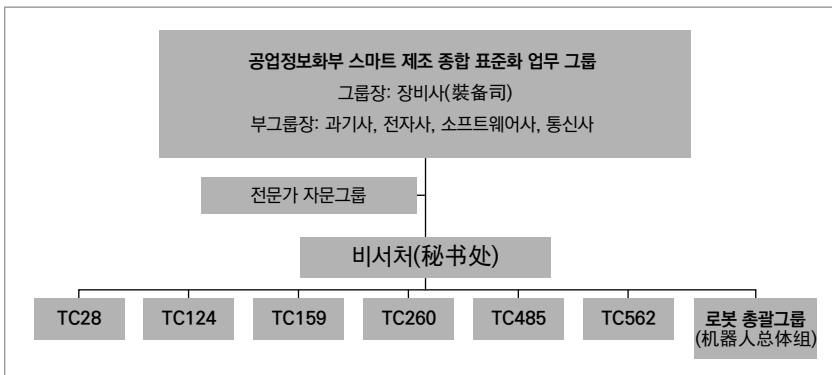 공업정보화부 스마트 제조 종합 표준화 업무 그룹
그룹장: 장비사(裝备司)
부그룹장: 과기사, 전자사, 소프트웨어사, 통신사
전문가 자문그룹
비서처(秘书处)
TC28
TC124
TC159
TC260
TC485
TC562
로봇 총괄그룹
(机器人总体组)